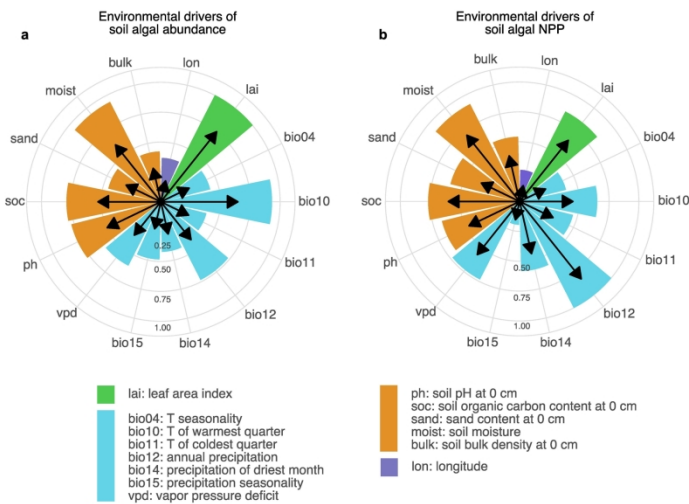 Environmental drivers of
soil algal abundance
a
bulk
lon
moist
lai
sand
bio04
soc
bio10
ph
bio11
vpd
bio12
bio15
bio14
0.25
0.50
0.75
1.00
Environmental drivers of
soil algal NPP
b
bulk
lon
moist
lai
sand
bio04
soc
bio10
ph
bio11
vpd
bio12
bio15
bio14
0.50
0.75
1.00
lai: leaf area index
bio04: T seasonality
bio10: T of warmest quarter
bio11: T of coldest quarter
bio12: annual precipitation
bio14: precipitation of driest month
bio15: precipitation seasonality
vpd: vapor pressure deficit
ph: soil pH at 0 cm
soc: soil organic carbon content at 0 cm
sand: sand content at 0 cm
moist: soil moisture
bulk: soil bulk density at 0 cm
lon: longitude